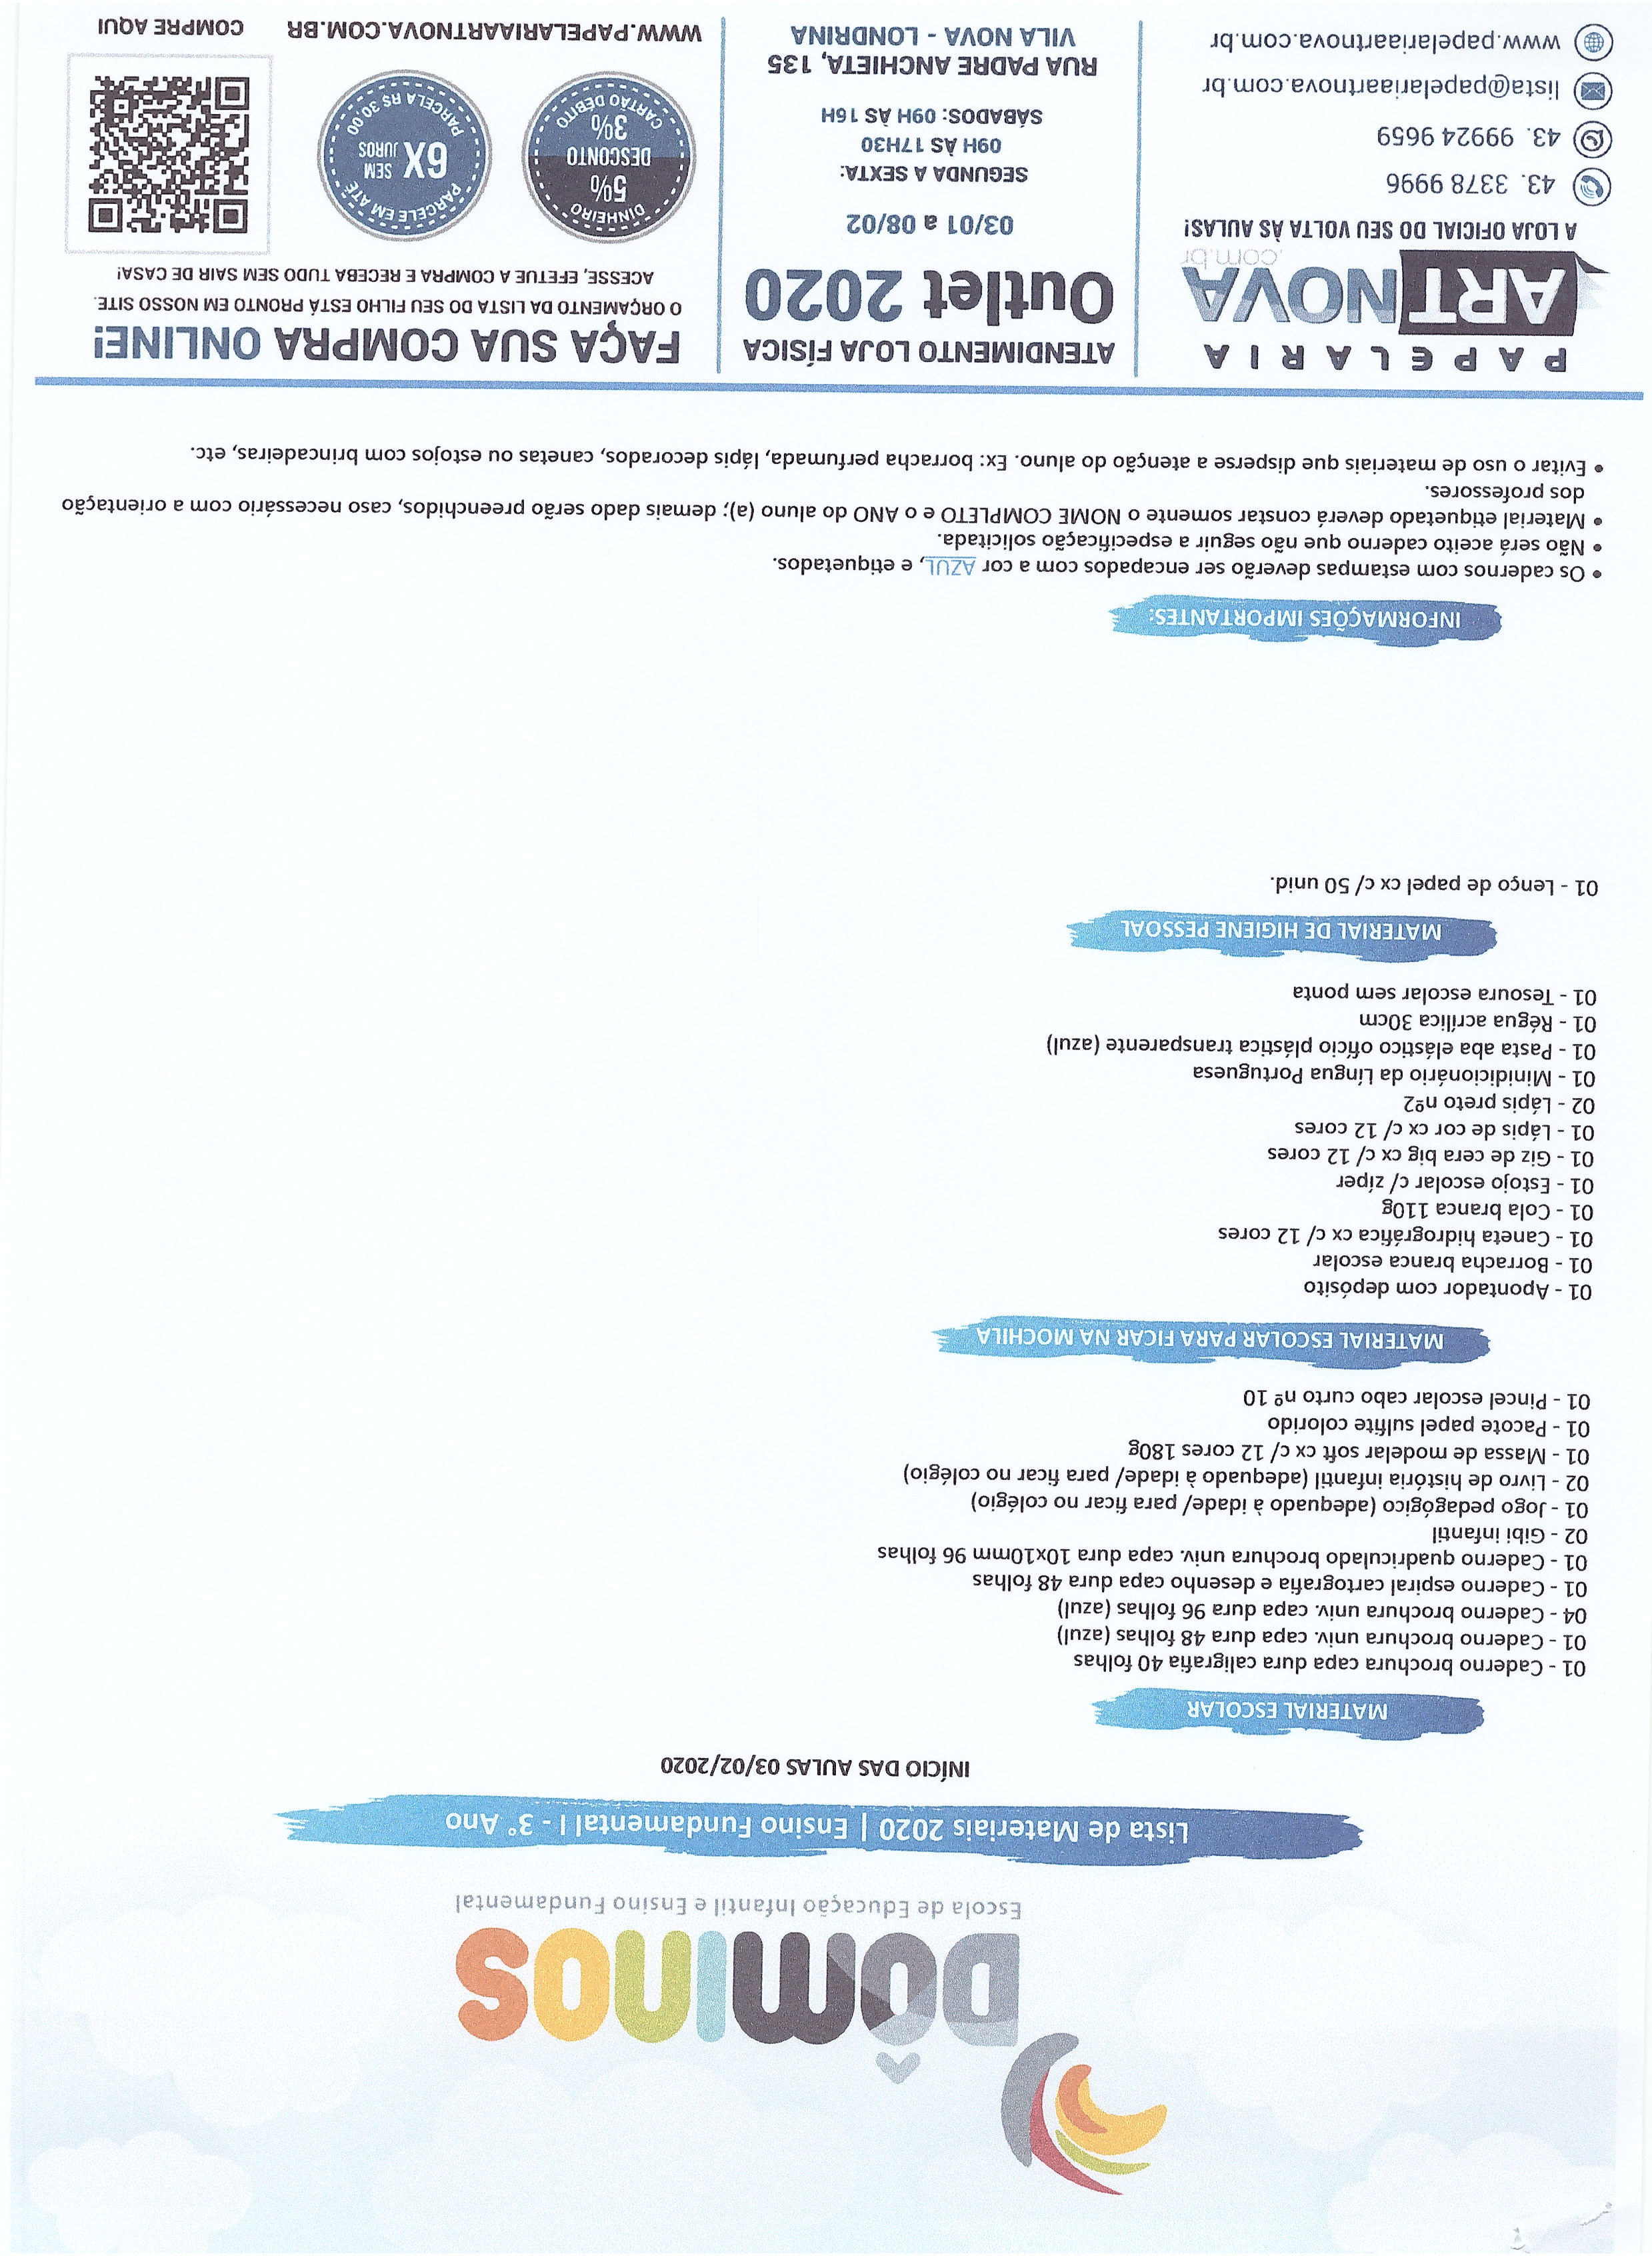 DÔMINOS
Escola de Educação Infantil e Ensino Fundamental
Lista de Materiais 2020 | Ensino Fundamental I - 3° Ano
INÍCIO DAS AULAS 03/02/2020
MATERIAL ESCOLAR
01 - Caderno brochura capa dura caligrafia 40 folhas
01 - Caderno brochura univ. capa dura 48 folhas (azul)
04 - Caderno brochura univ. capa dura 96 folhas (azul)
01 - Caderno espiral cartografia e desenho capa dura 48 folhas
01 - Caderno quadriculado brochura univ. capa dura 10x10mm 96 folhas
02 - Gibi infantil
01 - Jogo pedagógico (adequado à idade/ para ficar no colégio)
02 - Livro de história infantil (adequado à idade/ para ficar no colégio)
01 - Massa de modelar soft cx c/ 12 cores 180g
01 - Pacote papel sulfite colorido
01 - Pincel escolar cabo curto nº 10
MATERIAL ESCOLAR PARA FICAR NA MOCHILA
01 - Apontador com depósito
01 - Borracha branca escolar
01 - Caneta hidrográfica cx c/ 12 cores
01 - Cola branca 110g
01 - Estojo escolar c/ zíper
01 - Giz de cera big cx c/ 12 cores
01 - Lápis de cor cx c/ 12 cores
02 - Lápis preto nº2
01 - Minidicionário da Língua Portuguesa
01 - Pasta aba elástico ofício plástica transparente (azul)
01 - Régua acrílica 30cm
01 - Tesoura escolar sem ponta
MATERIAL DE HIGIENE PESSOAL
01 - Lenço de papel cx c/ 50 unid.
INFORMAÇÕES IMPORTANTES:
• Os cadernos com estampas deverão ser encapados com a cor AZUL, e etiquetados.
• Não será aceito caderno que não seguir a especificação solicitada.
• Material etiquetado deverá constar somente o NOME COMPLETO e o ANO do aluno (a); demais dado serão preenchidos, caso necessário com a orientação
dos professores.
• Evitar o uso de materiais que disperse a atenção do aluno. Ex: borracha perfumada, lápis decorados, canetas ou estojos com brincadeiras, etc.
PAPELARIA
ARTNOVA
.com.br
A LOJA OFICIAL DO SEU VOLTA ÀS AULAS!
43. 3378 9996
43. 99924 9659
lista@papelariaartnova.com.br
www.papelariaartnova.com.br
ATENDIMENTO LOJA FÍSICA
Outlet 2020
03/01 a 08/02
SEGUNDA A SEXTA:
09H ÀS 17H30
SÁBADOS: 09H ÀS 16H
RUA PADRE ANCHIETA, 135
VILA NOVA - LONDRINA
FAÇA SUA COMPRA ONLINE!
O ORÇAMENTO DA LISTA DO SEU FILHO ESTÁ PRONTO EM NOSSO SITE.
ACESSE, EFETUE A COMPRA E RECEBA TUDO SEM SAIR DE CASA!
DINHEIRO
5%
DESCONTO
3%
CARTÃO DÉBITO
PARCELE EM ATÉ
6X SEM
JUROS
PARCELA R$ 30,00
WWW.PAPELARIAARTNOVA.COM.BR
COMPRE AQUI